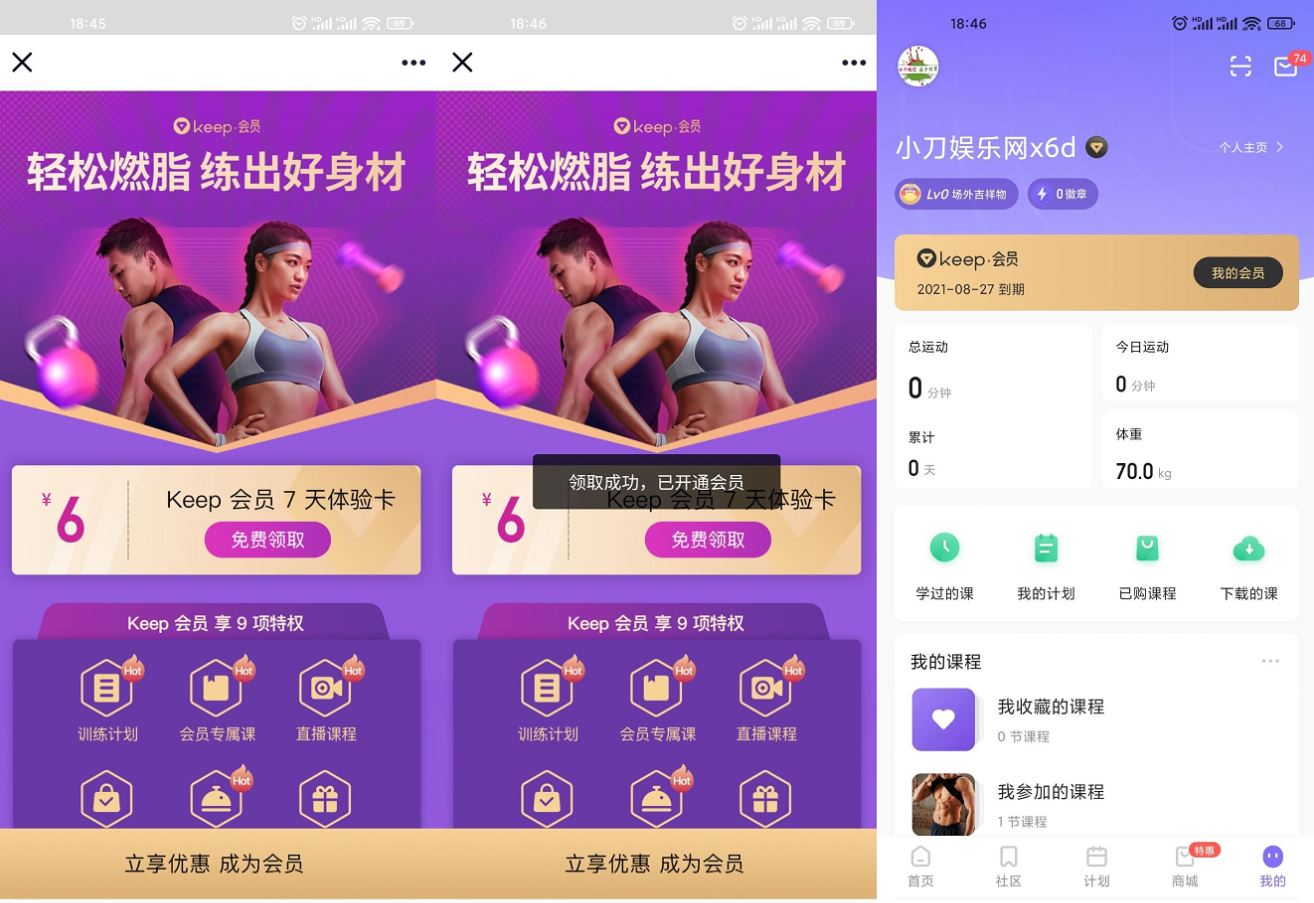 18:45
HD
HD
69
keep·会员
轻松燃脂 练出好身材
¥
6
Keep 会员 7 天体验卡
免费领取
Keep 会员 享 9 项特权
Hot
Hot
Hot
训练计划
会员专属课
直播课程
Hot
立享优惠 成为会员
18:46
HD
HD
69
keep·会员
轻松燃脂 练出好身材
领取成功，已开通会员
¥
6
Keep 会员 7 天体验卡
免费领取
Keep 会员 享 9 项特权
Hot
Hot
Hot
训练计划
会员专属课
直播课程
Hot
立享优惠 成为会员
18:46
HD
HD
68
74
小刀娱乐网x6d
个人主页
Lv0 场外吉祥物
0徽章
keep·会员
2021-08-27 到期
我的会员
总运动
0 分钟
累计
0 天
今日运动
0 分钟
体重
70.0 kg
学过的课
我的计划
已购课程
下载的课
我的课程
我收藏的课程
0 节课程
我参加的课程
1 节课程
特惠
首页
社区
计划
商城
我的